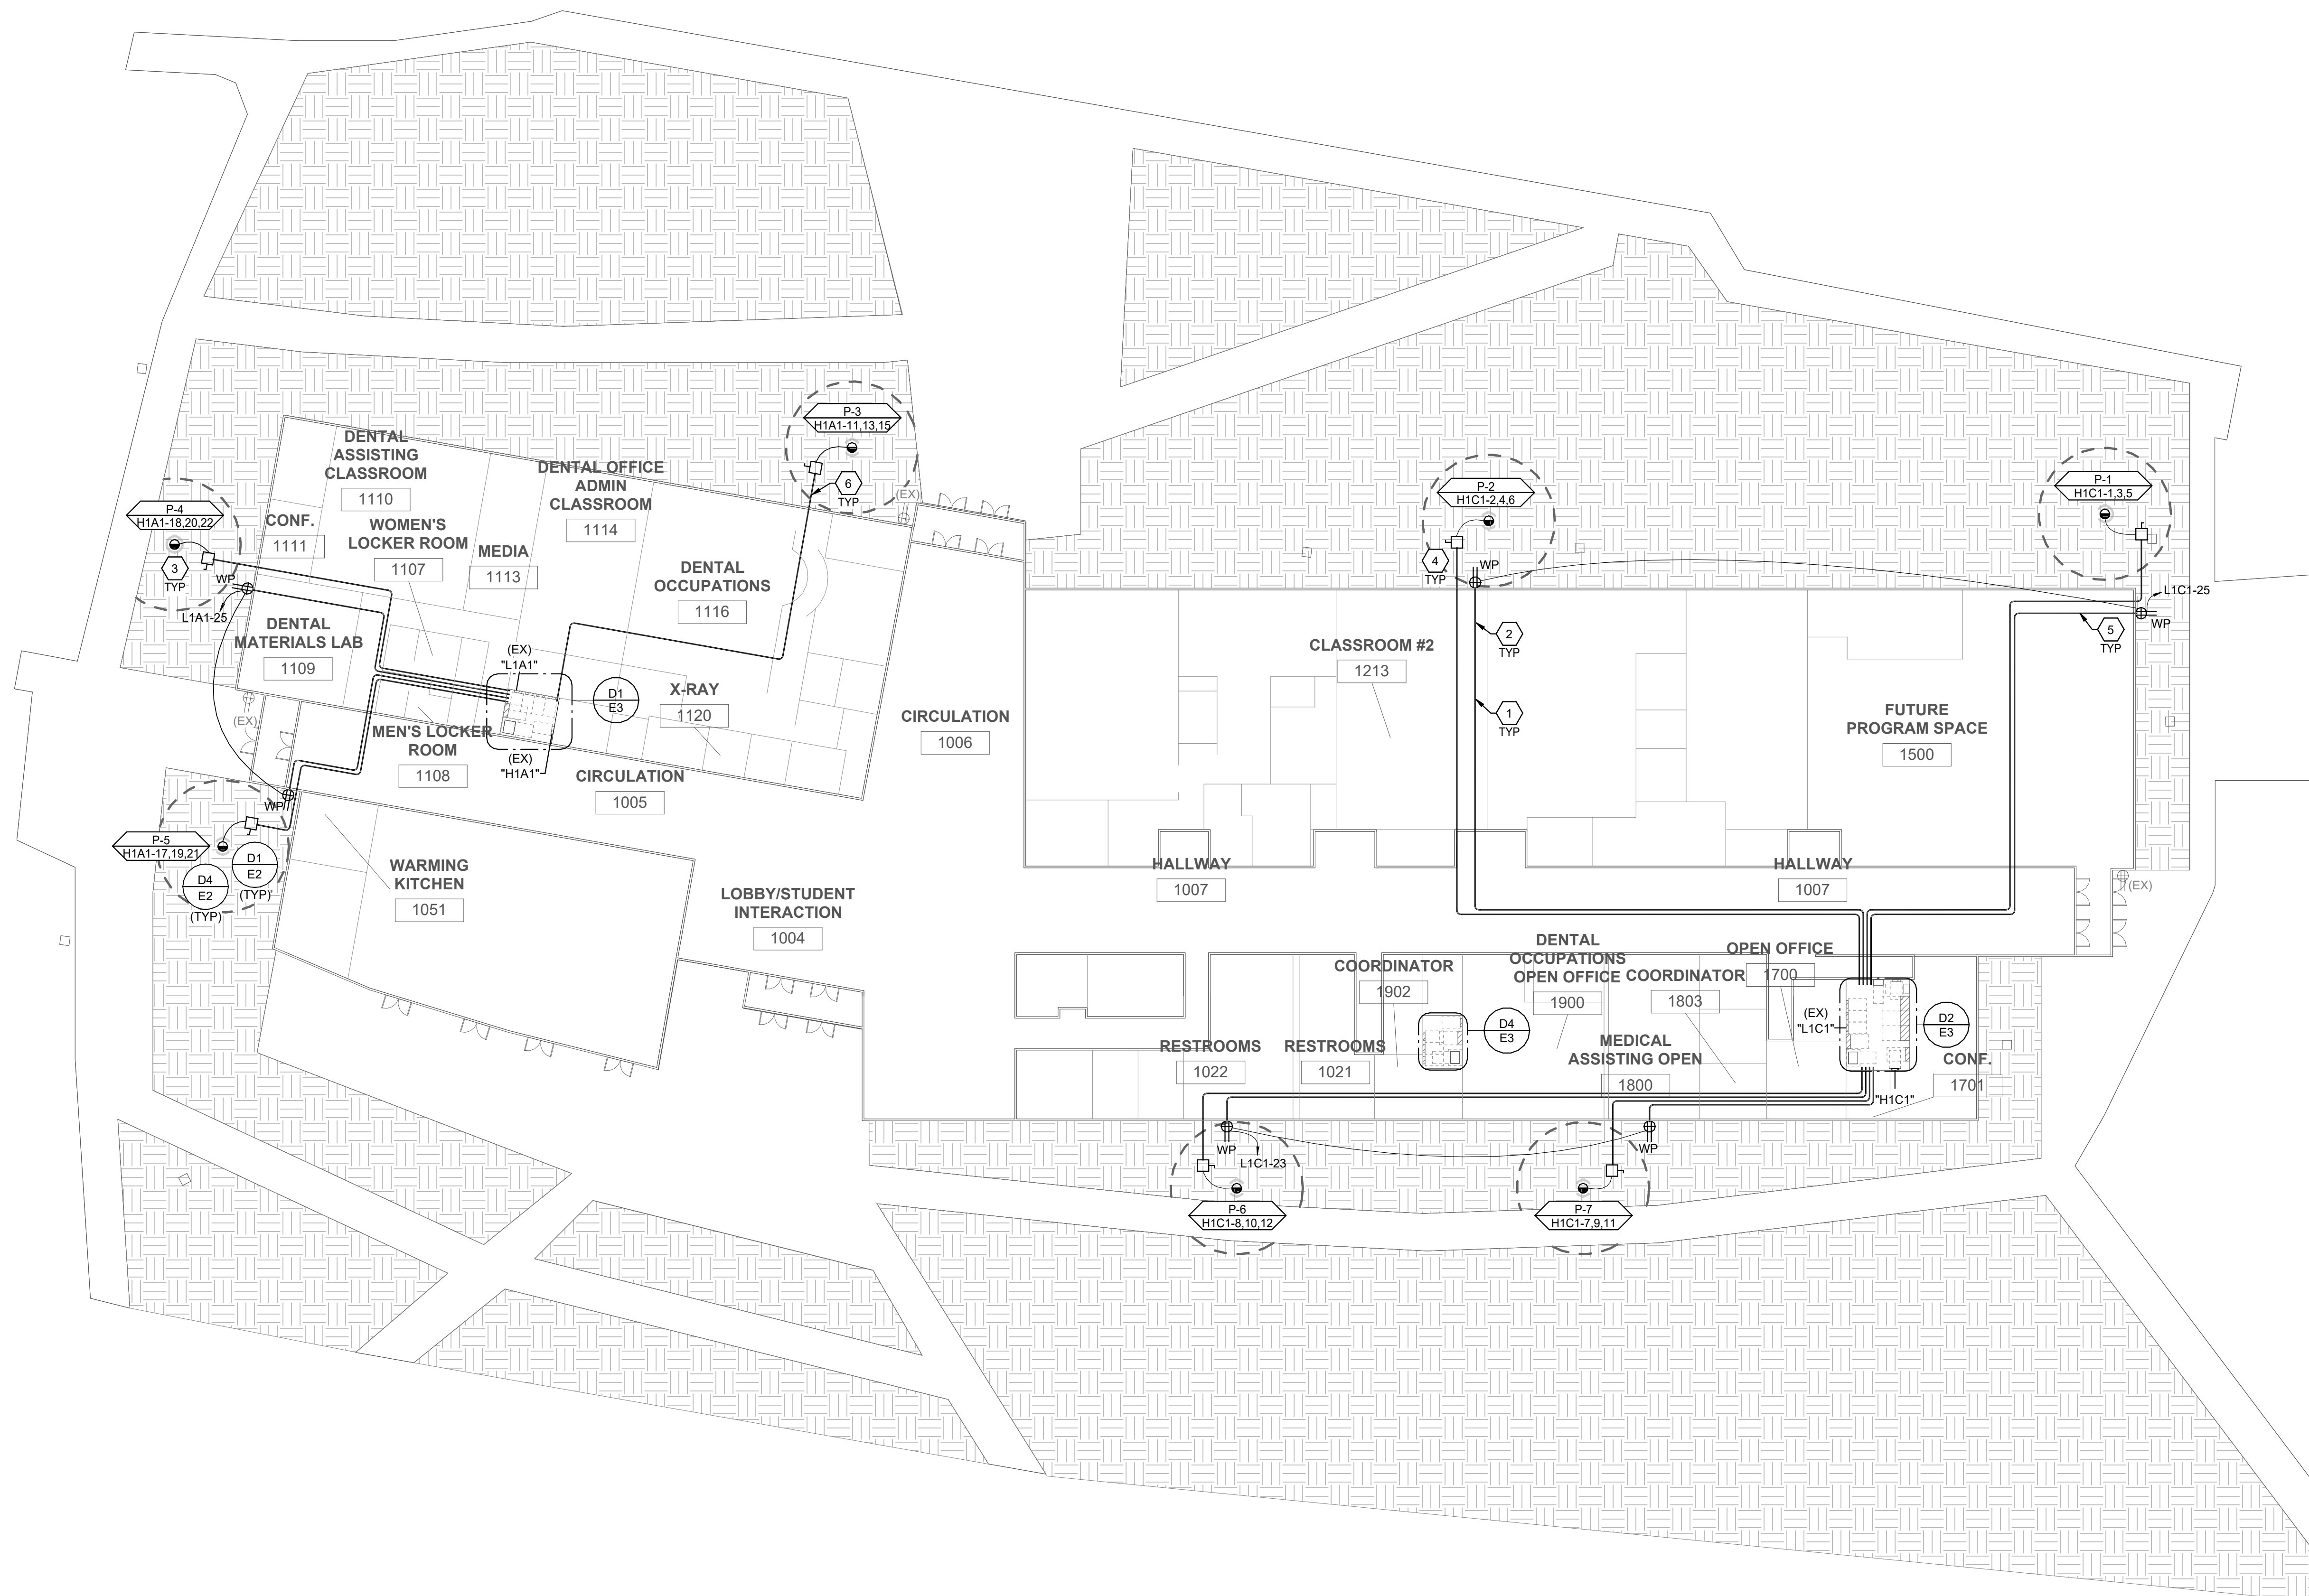 P-3
H1A1-11,13,15
6
TYP
(EX)
DENTAL
ASSISTING
CLASSROOM
1110
DENTAL OFFICE
ADMIN
CLASSROOM
1114
P-4
H1A1-18,20,22
3
TYP
WP
L1A1-25
CONF.
1111
WOMEN'S
LOCKER ROOM
1107
MEDIA
1113
DENTAL
OCCUPATIONS
1116
DENTAL
MATERIALS LAB
1109
(EX)
"L1A1"
D1
E3
X-RAY
1120
(EX)
MEN'S LOCKER
ROOM
1108
(EX)
"H1A1"
CIRCULATION
1005
CIRCULATION
1006
WP
P-5
H1A1-17,19,21
D1
E2
(TYP)
D4
E2
(TYP)
WARMING
KITCHEN
1051
LOBBY/STUDENT
INTERACTION
1004
P-2
H1C1-2,4,6
4
TYP
WP
P-1
H1C1-1,3,5
L1C1-25
WP
5
TYP
2
TYP
1
TYP
CLASSROOM #2
1213
FUTURE
PROGRAM SPACE
1500
HALLWAY
1007
HALLWAY
1007
(EX)
COORDINATOR
1902
DENTAL
OCCUPATIONS
OPEN OFFICE
1900
COORDINATOR
1803
OPEN OFFICE
1700
(EX)
"L1C1"
D2
E3
D4
E3
RESTROOMS
1022
RESTROOMS
1021
MEDICAL
ASSISTING OPEN
1800
CONF.
1701
"H1C1"
WP
L1C1-23
WP
P-6
H1C1-8,10,12
P-7
H1C1-7,9,11